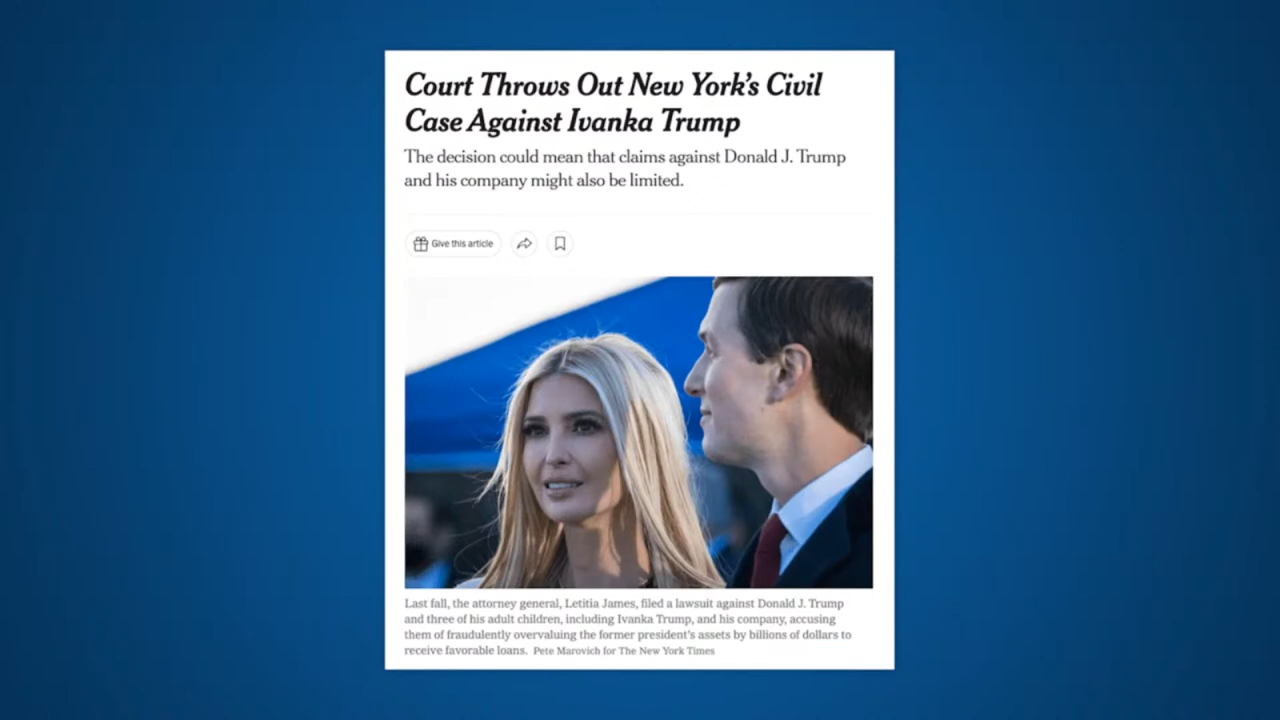 Court Throws Out New York’s Civil
Case Against Ivanka Trump
The decision could mean that claims against Donald J. Trump
and his company might also be limited.
Give this article
Last fall, the attorney general, Letitia James, filed a lawsuit against Donald J. Trump
and three of his adult children, including Ivanka Trump, and his company, accusing
them of fraudulently overvaluing the former president’s assets by billions of dollars to
receive favorable loans. Pete Marovich for The New York Times